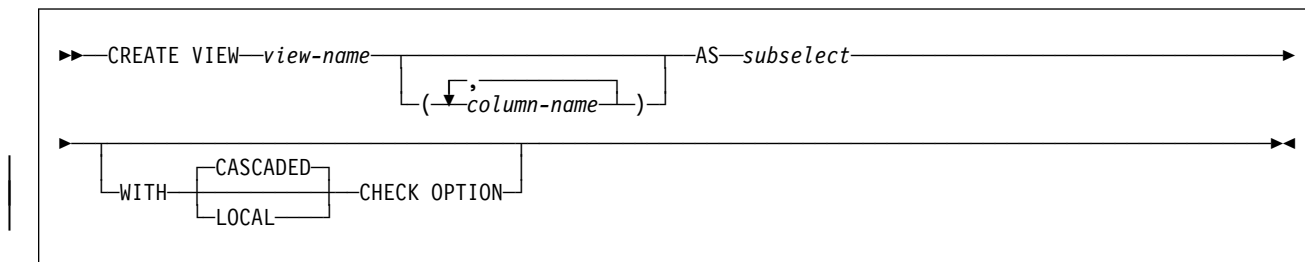 CREATE VIEW view-name AS subselect
,
( column-name )
CASCADED
WITH CHECK OPTION
LOCAL